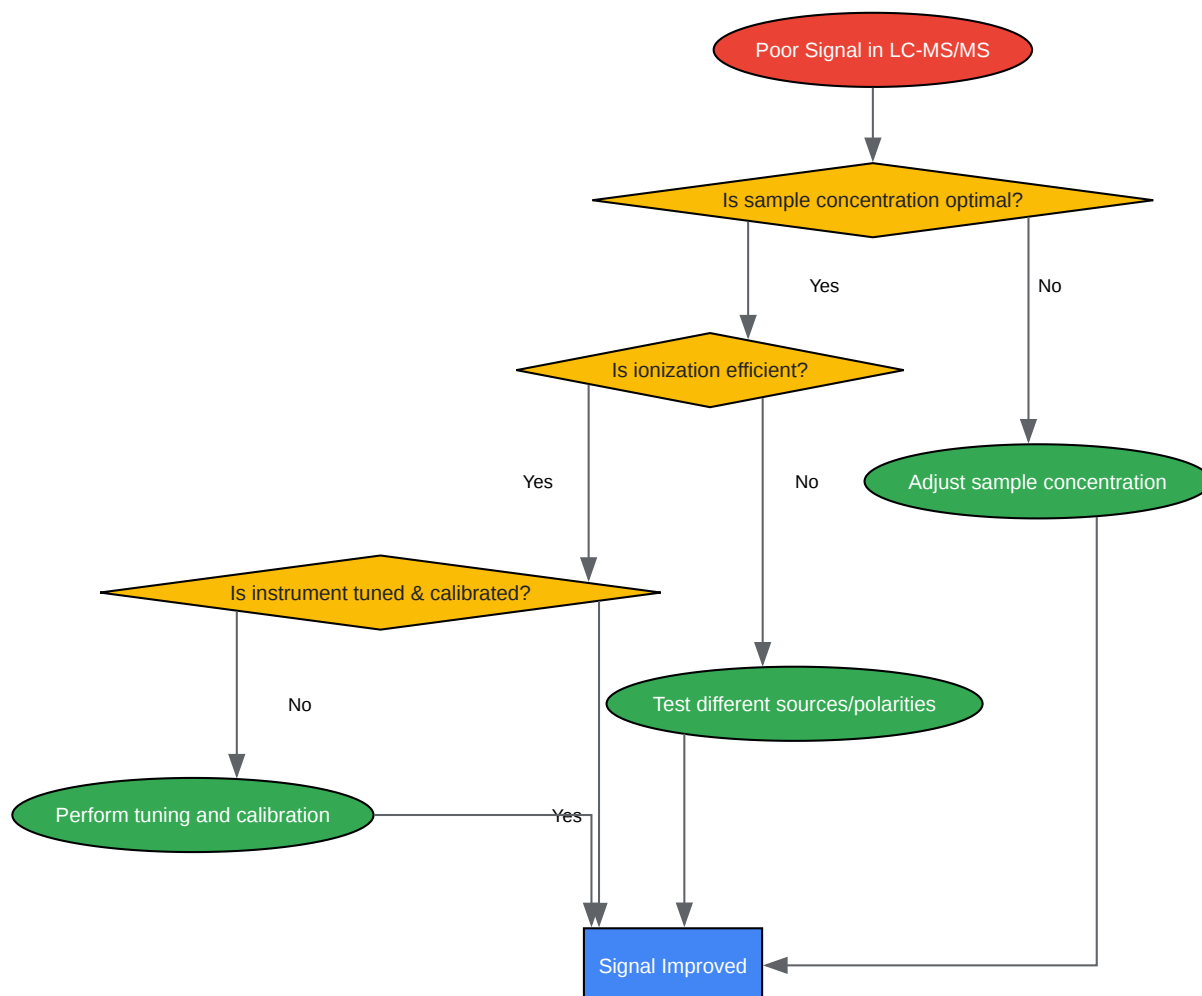 Poor Signal in LC-MS/MS
Is sample concentration optimal?
Yes
No
Is ionization efficient?
Yes
No
Adjust sample concentration
Is instrument tuned & calibrated?
No
Test different sources/polarities
Perform tuning and calibration
Yes
Signal Improved